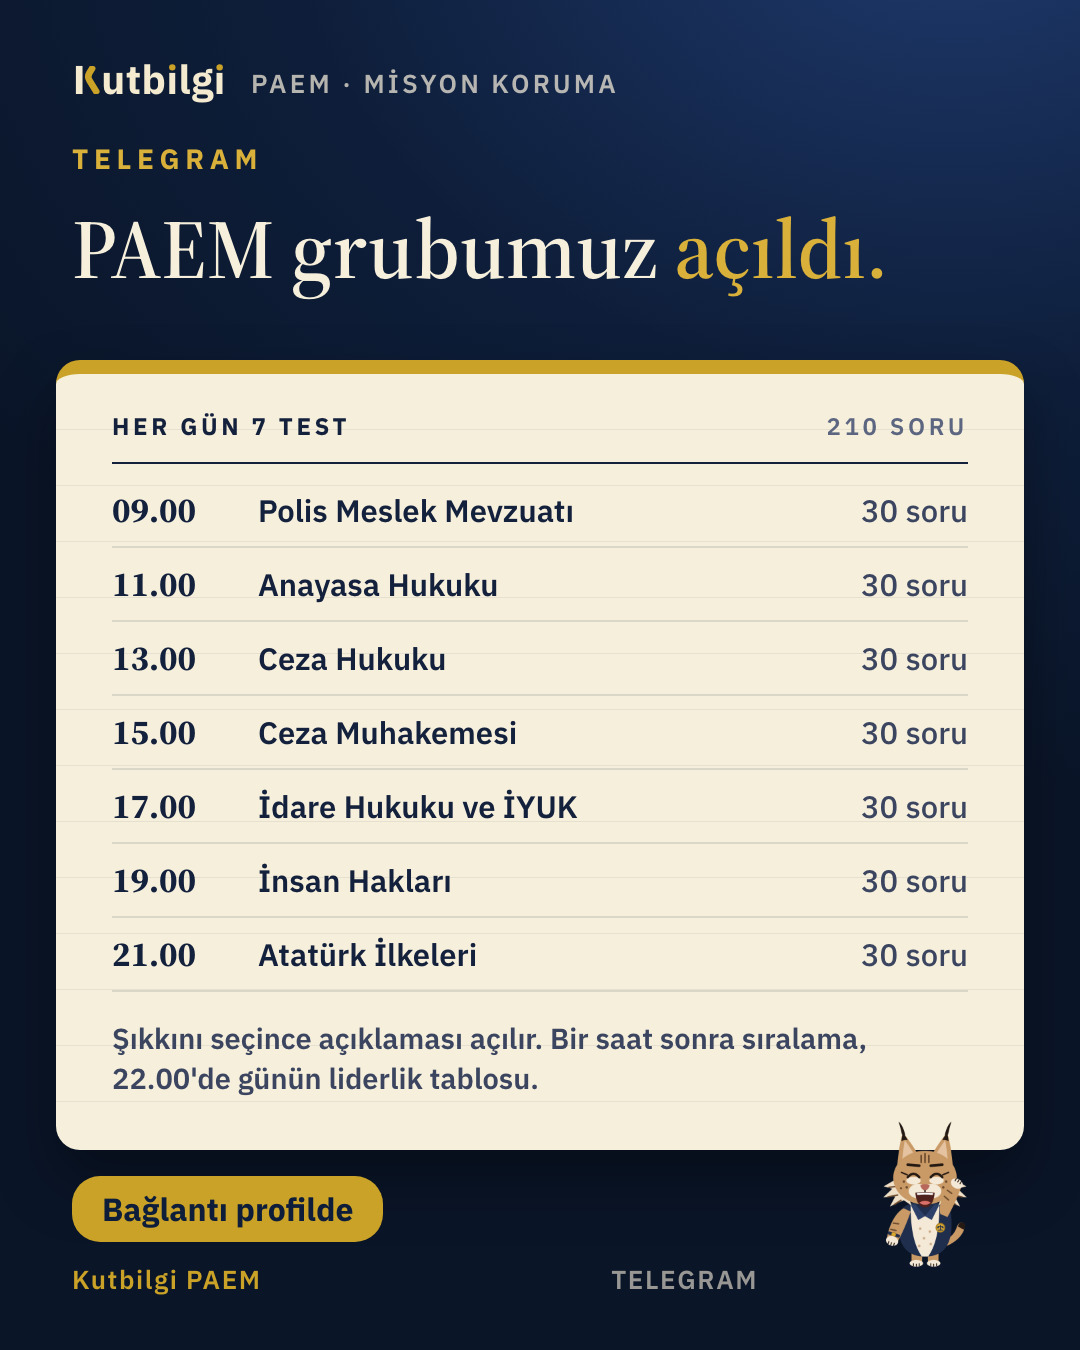 Kutbilgi PAEM · MİSYON KORUMA
TELEGRAM
PAEM grubumuz açıldı.
HER GÜN 7 TEST 210 SORU
09.00 Polis Meslek Mevzuatı 30 soru
11.00 Anayasa Hukuku 30 soru
13.00 Ceza Hukuku 30 soru
15.00 Ceza Muhakemesi 30 soru
17.00 İdare Hukuku ve İYUK 30 soru
19.00 İnsan Hakları 30 soru
21.00 Atatürk İlkeleri 30 soru
Şıkkını seçince açıklaması açılır. Bir saat sonra sıralama,
22.00'de günün liderlik tablosu.
Bağlantı profilde
Kutbilgi PAEM TELEGRAM